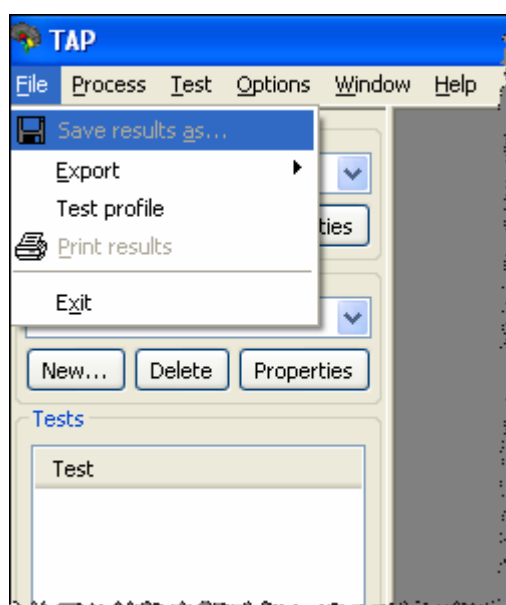 TAP
File Process Test Options Window Help
Save results as...
Export
Test profile
ties
Print results
Exit
New... Delete Properties
Tests
Test